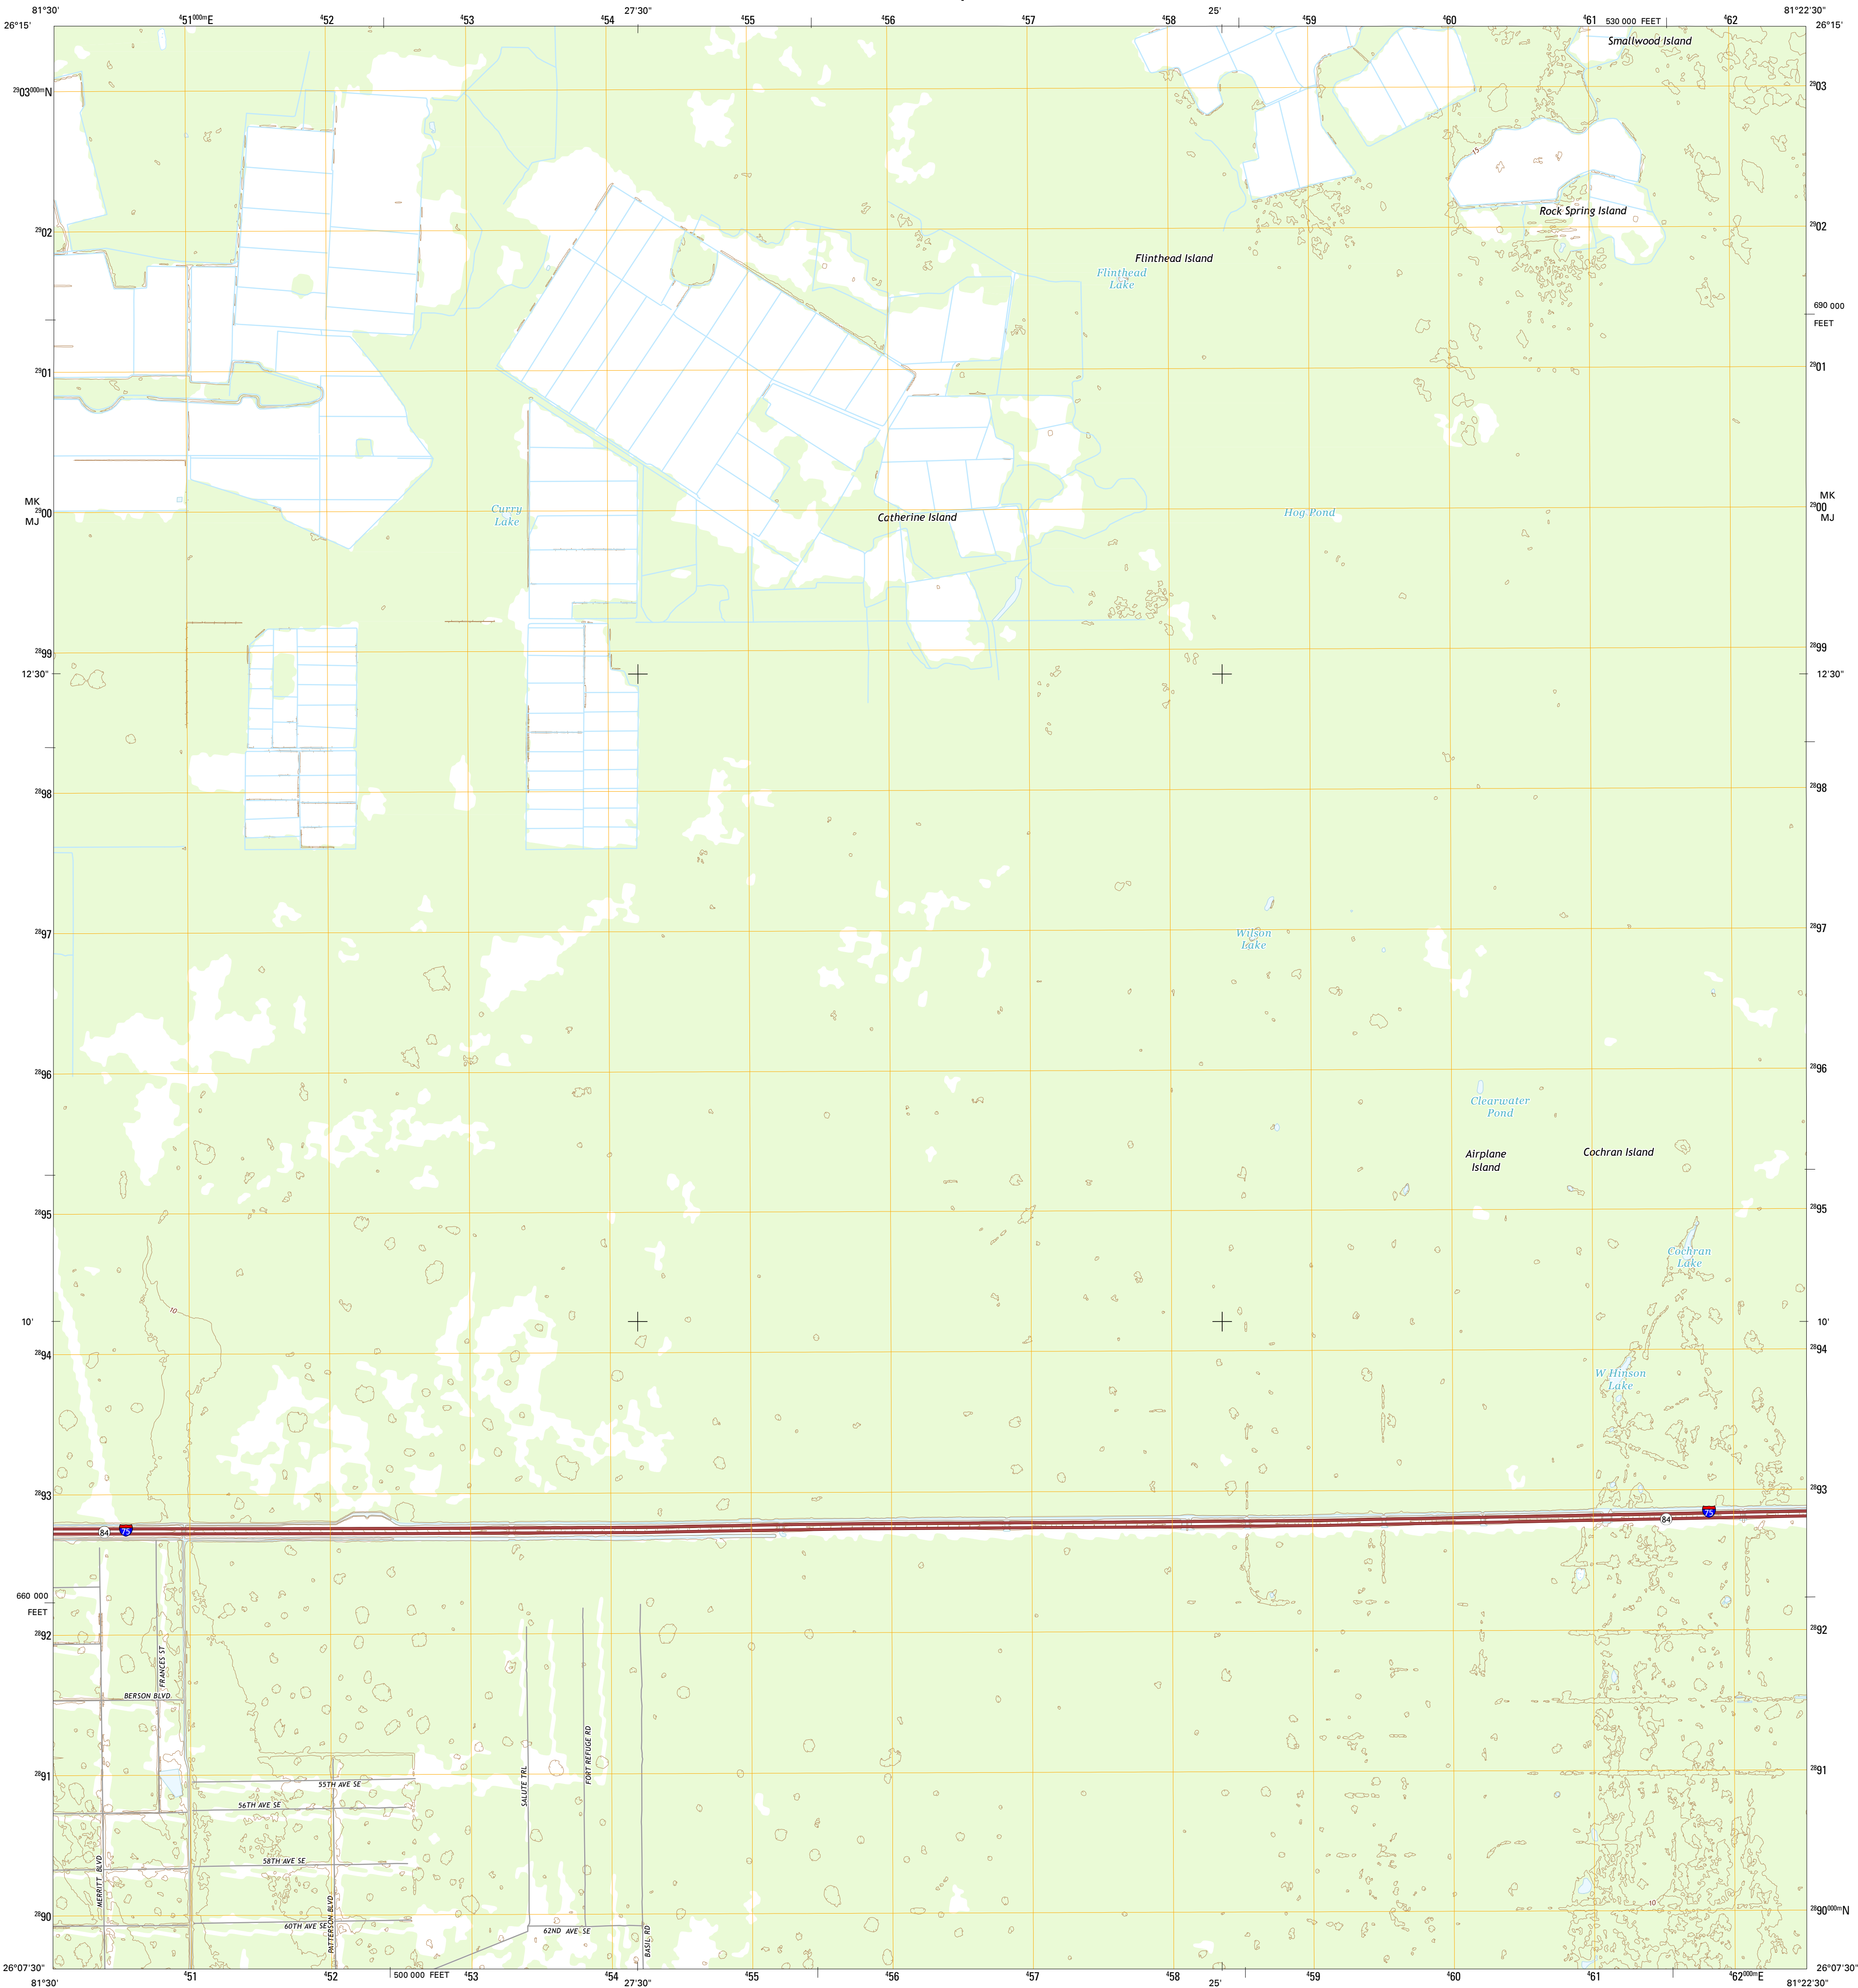 81°30'
⁴51⁰⁰⁰ᵐE
⁴52
⁴53
⁴54
27'30"
⁴55
⁴56
⁴57
⁴58
25'
⁴59
⁴60
⁴61
530 000 FEET
⁴62
81°22'30"
26°15'
26°15'
Smallwood Island
²⁹03⁰⁰⁰ᵐN
²⁹03
15
Rock Spring Island
²⁹02
²⁹02
Flinthead Island
Flinthead
Lake
690 000
FEET
²⁹01
²⁹01
MK
MJ
MK
MJ
²⁹00
²⁹00
Curry
Lake
Catherine Island
Hog Pond
²⁸99
²⁸99
12'30"
12'30"
²⁸98
²⁸98
²⁸97
²⁸97
Wilson
Lake
²⁸96
²⁸96
Clearwater
Pond
Airplane
Island
Cochran Island
²⁸95
²⁸95
Cochran
Lake
10
10'
10'
²⁸94
²⁸94
W Hinson
Lake
²⁸93
²⁸93
84
75
84
75
660 000
FEET
²⁸92
²⁸92
FRANCES ST
BERSON BLVD
FORT REFUGE RD
SALUTE TRL
²⁸91
²⁸91
55TH AVE SE
56TH AVE SE
58TH AVE SE
MERRITT BLVD
PATTERSON BLVD
10
²⁸90
²⁸90⁰⁰⁰ᵐN
60TH AVE SE
62ND AVE SE
BASIL RD
26°07'30"
26°07'30"
81°30'
⁴51
⁴52
500 000 FEET
⁴53
⁴54
27'30"
⁴55
⁴56
⁴57
⁴58
25'
⁴59
⁴60
⁴61
⁴62⁰⁰⁰ᵐE
81°22'30"